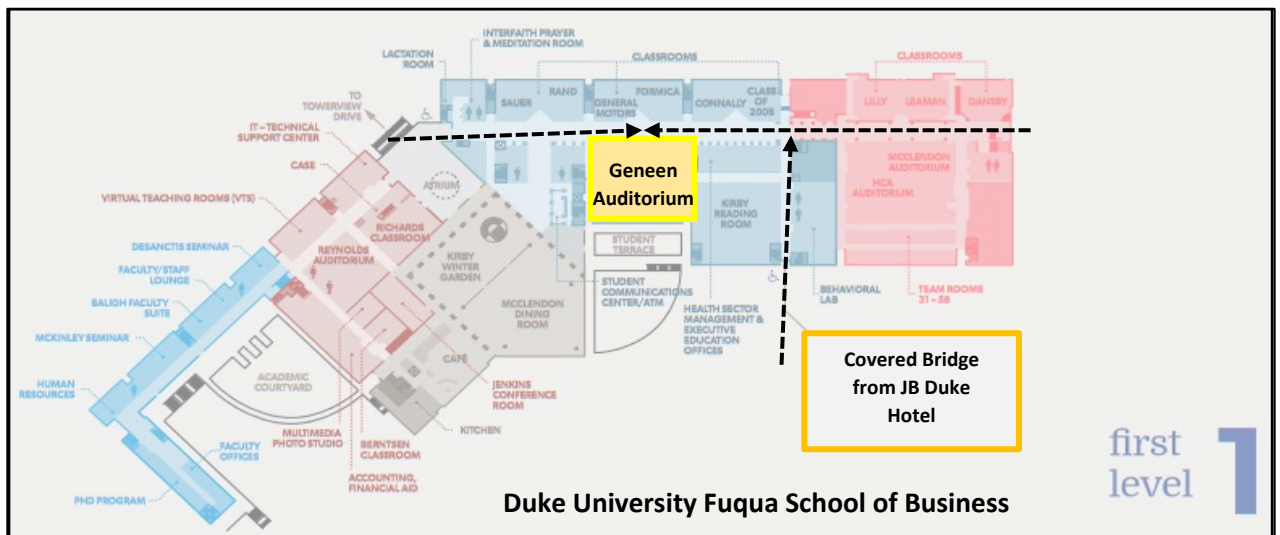 INTERFAITH PRAYER
& MEDITATION ROOM
LACTATION
ROOM
CLASSROOMS
CLASSROOMS
TO
TOWERVIEW
DRIVE
SAUER
RAND
GENERAL
MOTORS
FORMICA
CONNALLY
CLASS
OF
2008
LILLY
LEAMAN
DANSBY
IT – TECHNICAL
SUPPORT CENTER
CASE
ATRIUM
Geneen
Auditorium
MCCLENDON
AUDITORIUM
HCA
AUDITORIUM
VIRTUAL TEACHING ROOMS (VTS)
RICHARDS
CLASSROOM
KIRBY
READING
ROOM
REYNOLDS
AUDITORIUM
KIRBY
WINTER
GARDEN
STUDENT
TERRACE
DESANCTIS SEMINAR
FACULTY/STAFF
LOUNGE
BALIGH FACULTY
SUITE
MCKINLEY SEMINAR
STUDENT
COMMUNICATIONS
CENTER/ATM
MCCLENDON
DINING
ROOM
BEHAVIORAL
LAB
TEAM ROOMS
31 – 58
HEALTH SECTOR
MANAGEMENT &
EXECUTIVE
EDUCATION
OFFICES
Covered Bridge
from JB Duke
Hotel
HUMAN
RESOURCES
ACADEMIC
COURTYARD
CAFÉ
JENKINS
CONFERENCE
ROOM
KITCHEN
MULTIMEDIA
PHOTO STUDIO
BERNTSEN
CLASSROOM
FACULTY
OFFICES
ACCOUNTING,
FINANCIAL AID
PHD PROGRAM
Duke University Fuqua School of Business
first
level 1